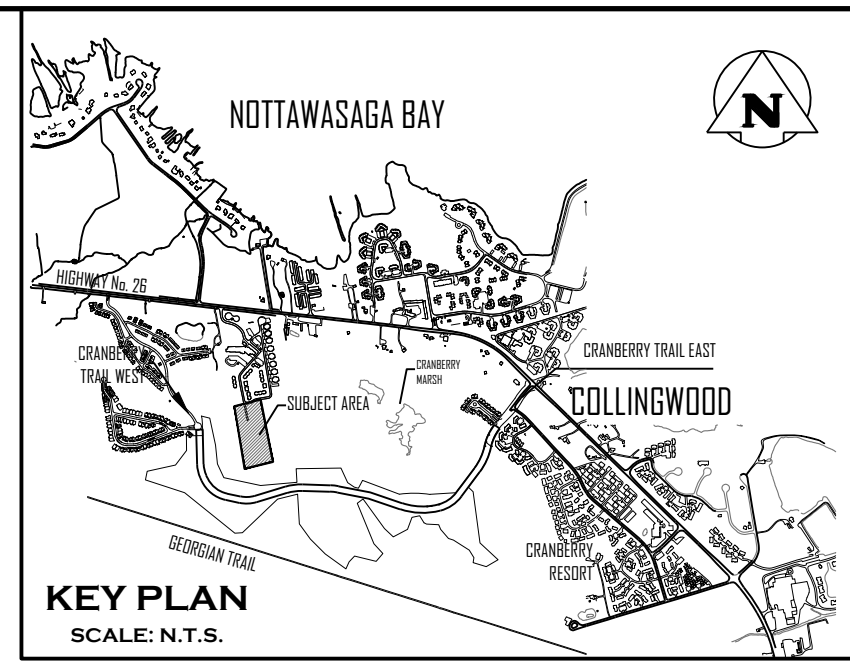 NOTTAWASAGA BAY
N
HIGHWAY No. 26
CRANBERRY
TRAIL WEST
CRANBERRY
MARSH
CRANBERRY TRAIL EAST
SUBJECT AREA
COLLINGWOOD
GEORGIAN TRAIL
CRANBERRY
RESORT
KEY PLAN
SCALE: N.T.S.